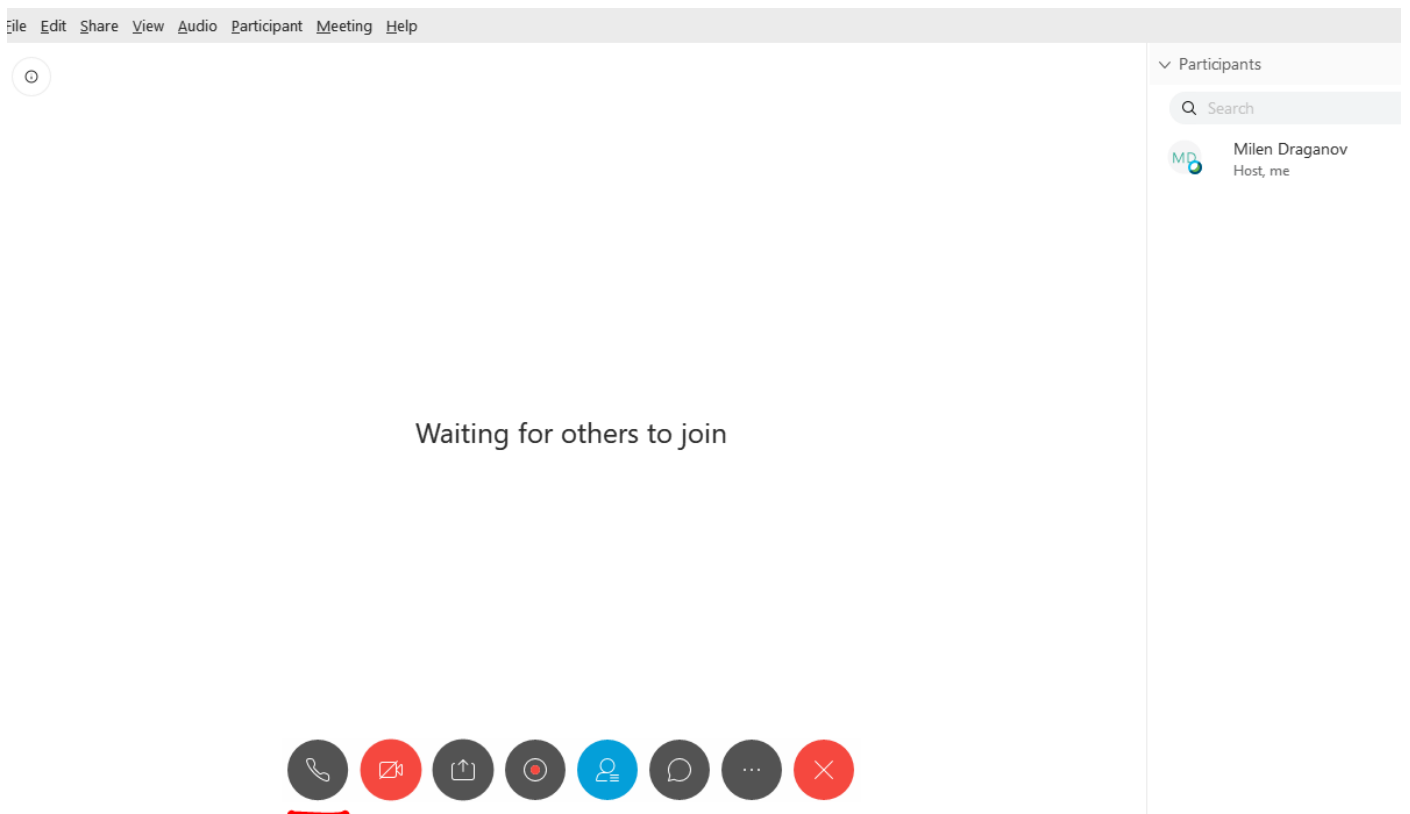 File Edit Share View Audio Participant Meeting Help
Participants
Search
MD
Milen Draganov
Host, me
Waiting for others to join